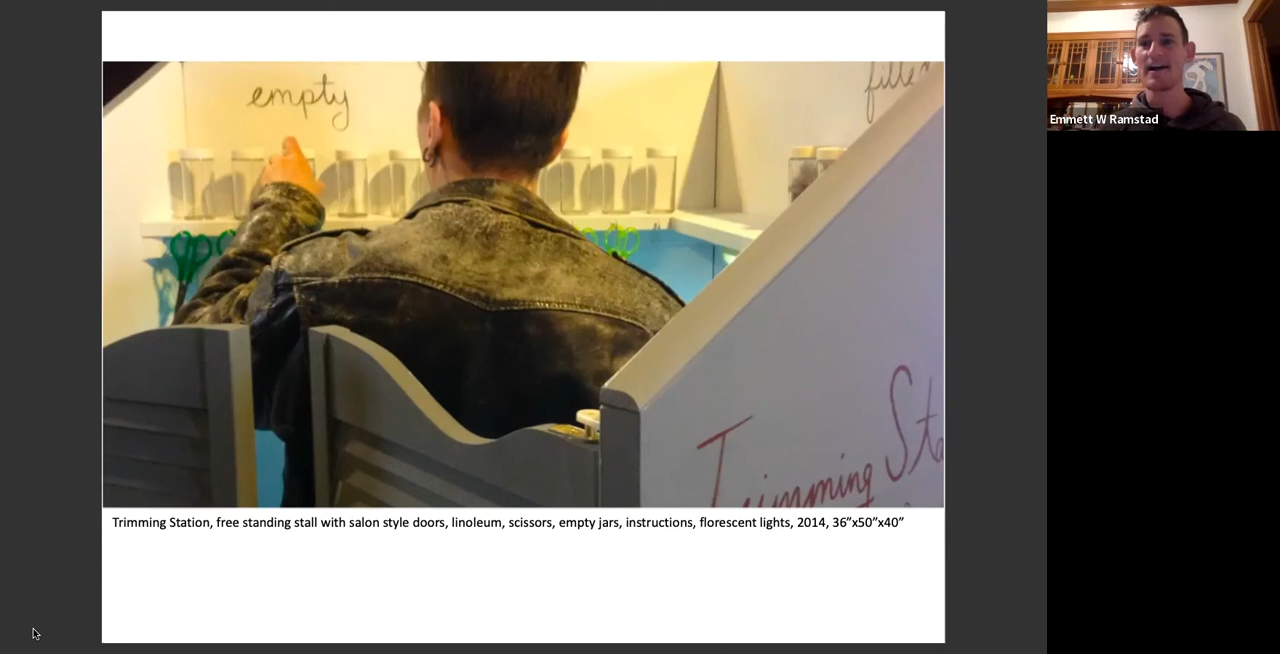 empty
Trimming
Trimming Station, free standing stall with salon style doors, linoleum, scissors, empty jars, instructions, florescent lights, 2014, 36”x50”x40”
Emmett W Ramstad